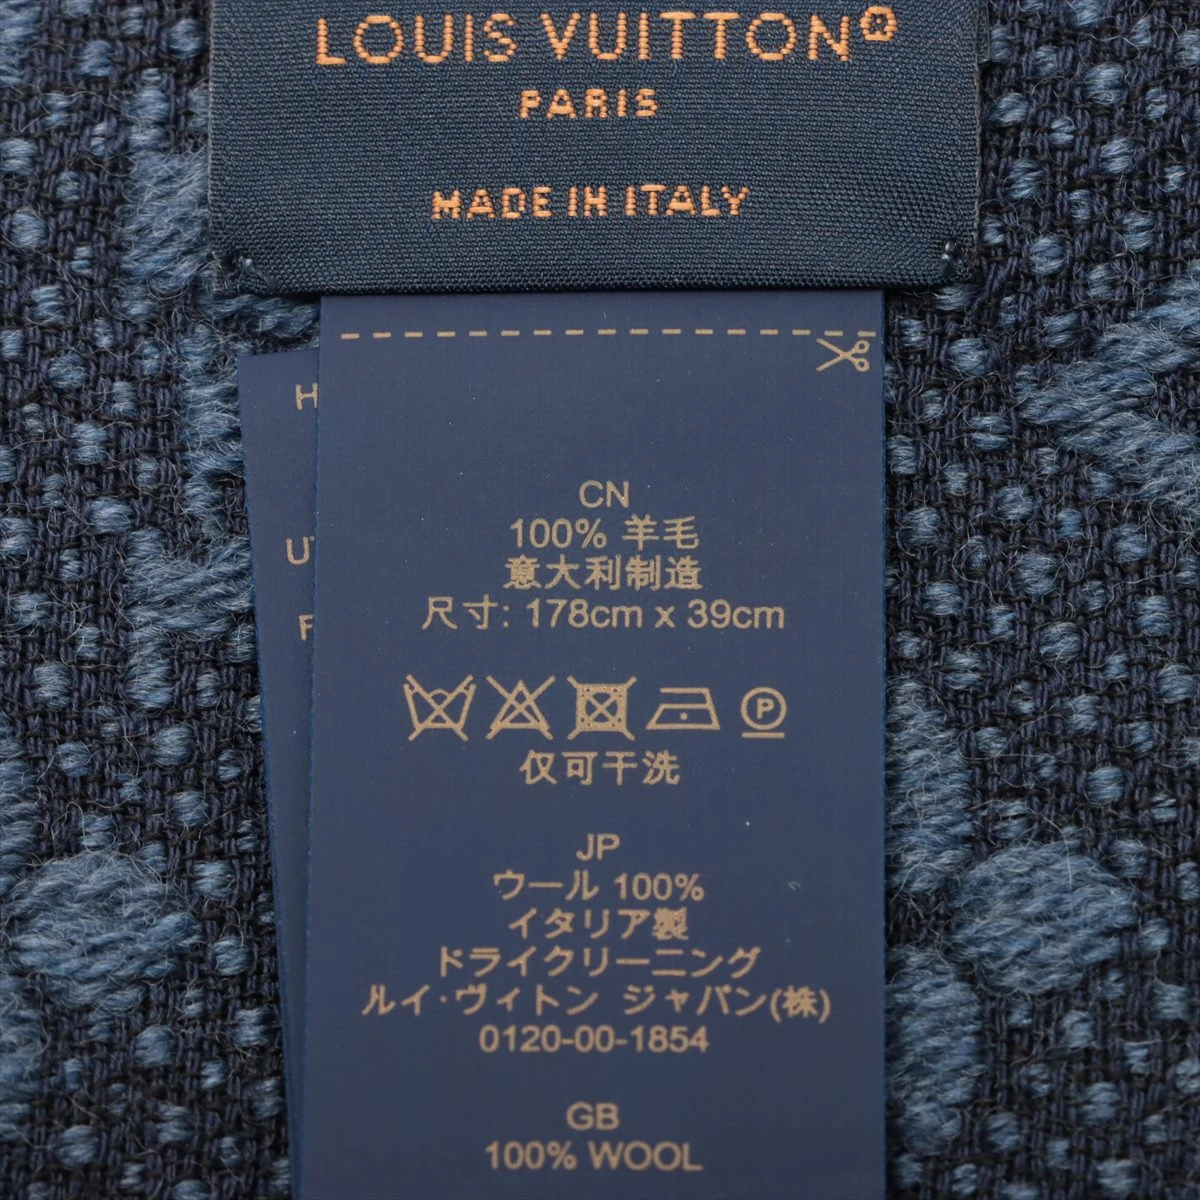 LOUIS VUITTON®
PARIS
MADE IN ITALY
H
U
F
CN
100% 羊毛
意大利制造
尺寸: 178cm x 39cm
P
仅可干洗
JP
ウール 100%
イタリア製
ドライクリーニング
ルイ・ヴィトン ジャパン(株)
0120-00-1854
GB
100% WOOL